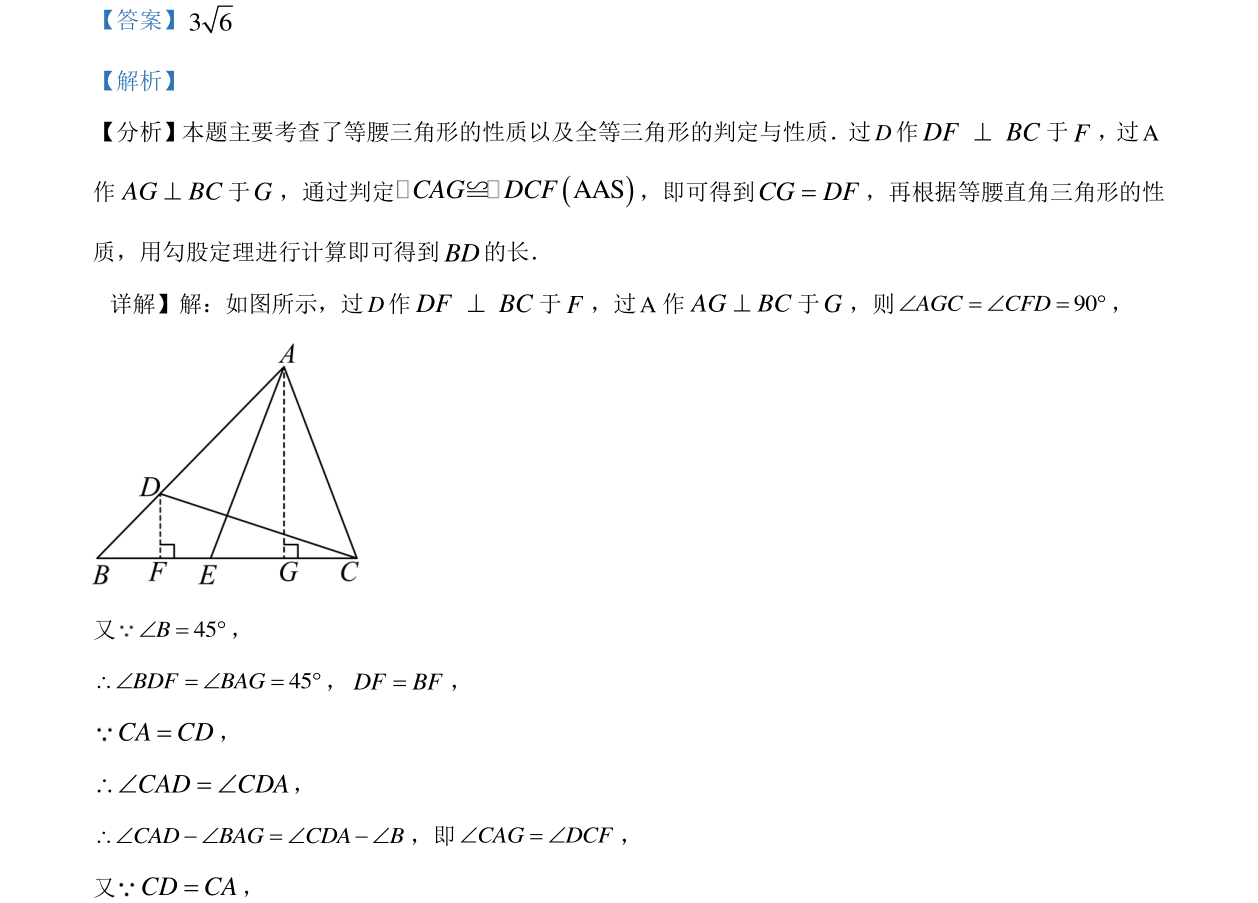 【答案】3√6
【解析】
【分析】本题主要考查了等腰三角形的性质以及全等三角形的判定与性质．过D作DF ⊥ BC于F，过A
作AG⊥BC于G，通过判定□CAG≌□DCF(AAS)，即可得到CG=DF，再根据等腰直角三角形的性
质，用勾股定理进行计算即可得到BD的长．
详解】解：如图所示，过D作DF ⊥ BC于F，过A作AG⊥BC于G，则∠AGC=∠CFD=90°，
A
D
B F E G C
又∵∠B=45°，
∴∠BDF=∠BAG=45°，DF=BF，
∵CA=CD，
∴∠CAD=∠CDA，
∴∠CAD−∠BAG=∠CDA−∠B，即∠CAG=∠DCF，
又∵CD=CA，